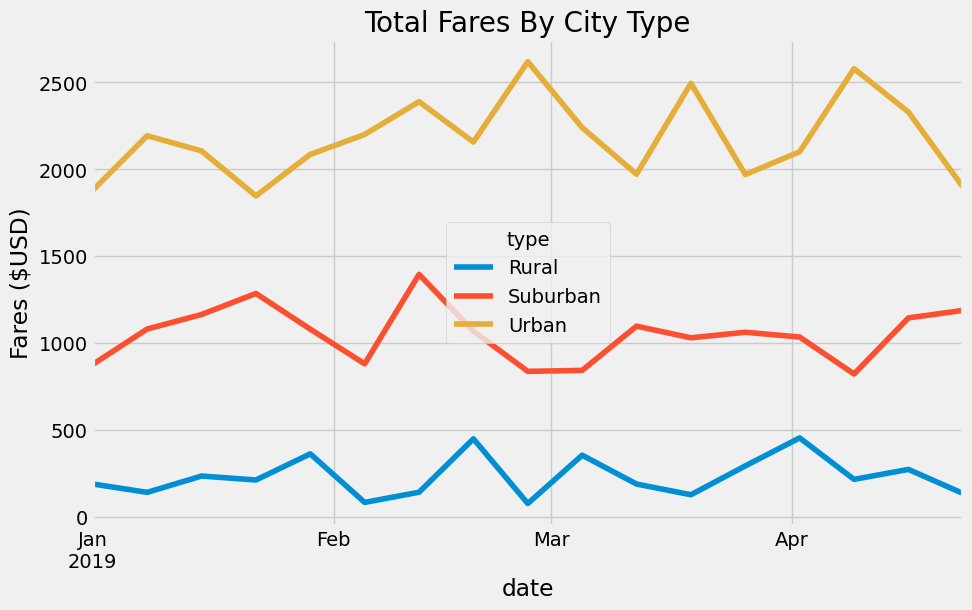 Total Fares By City Type
Fares ($USD)
2500
2000
1500
1000
500
0
type
Rural
Suburban
Urban
Jan
2019
Feb
Mar
Apr
date